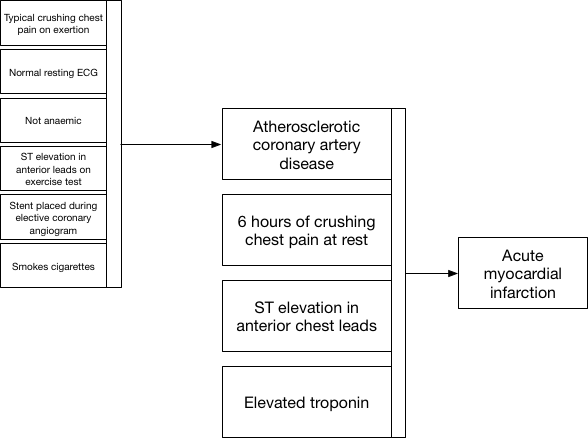 Typical crushing chest
pain on exertion
Normal resting ECG
Not anaemic
ST elevation in
anterior leads on
exercise test
Stent placed during
elective coronary
angiogram
Smokes cigarettes
Atherosclerotic
coronary artery
disease
6 hours of crushing
chest pain at rest
ST elevation in
anterior chest leads
Elevated troponin
Acute
myocardial
infarction